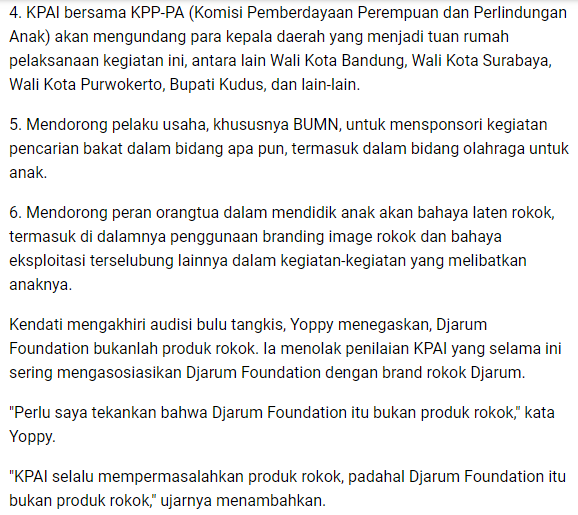 4. KPAI bersama KPP-PA (Komisi Pemberdayaan Perempuan dan Perlindungan
Anak) akan mengundang para kepala daerah yang menjadi tuan rumah
pelaksanaan kegiatan ini, antara lain Wali Kota Bandung, Wali Kota Surabaya,
Wali Kota Purwokerto, Bupati Kudus, dan lain-lain.
5. Mendorong pelaku usaha, khususnya BUMN, untuk mensponsori kegiatan
pencarian bakat dalam bidang apa pun, termasuk dalam bidang olahraga untuk
anak.
6. Mendorong peran orangtua dalam mendidik anak akan bahaya laten rokok,
termasuk di dalamnya penggunaan branding image rokok dan bahaya
eksploitasi terselubung lainnya dalam kegiatan-kegiatan yang melibatkan
anaknya.
Kendati mengakhiri audisi bulu tangkis, Yoppy menegaskan, Djarum
Foundation bukanlah produk rokok. Ia menolak penilaian KPAI yang selama ini
sering mengasosiasikan Djarum Foundation dengan brand rokok Djarum.
"Perlu saya tekankan bahwa Djarum Foundation itu bukan produk rokok," kata
Yoppy.
"KPAI selalu mempermasalahkan produk rokok, padahal Djarum Foundation itu
bukan produk rokok," ujarnya menambahkan.